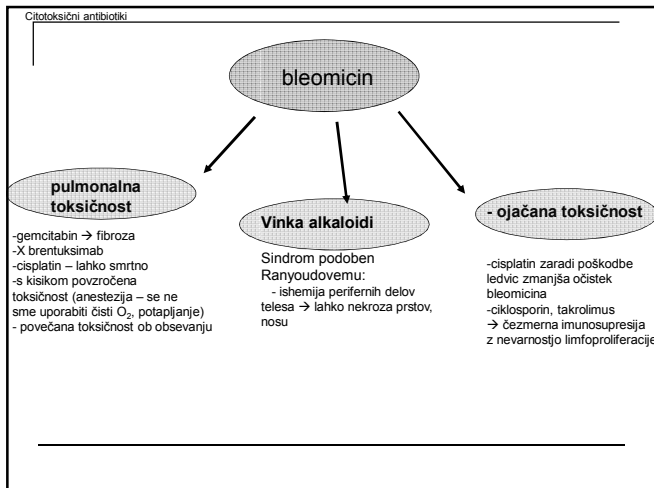 Citotoksični antibiotiki
bleomicin
pulmonalna
toksičnost
-gemcitabin → fibroza
-X brentuksimab
-cisplatin – lahko smrtno
-s kisikom povzročena
toksičnost (anestezija – se ne
sme uporabiti čisti O₂, potapljanje)
- povečana toksičnost ob obsevanju
Vinka alkaloidi
Sindrom podoben
Ranyoudovemu:
- ishemija perifernih delov
telesa → lahko nekroza prstov,
nosu
- ojačana toksičnost
-cisplatin zaradi poškodbe
ledvic zmanjša očistek
bleomicina
-ciklosporin, takrolimus
→ čezmerna imunosupresija
z nevarnostjo limfoproliferacije